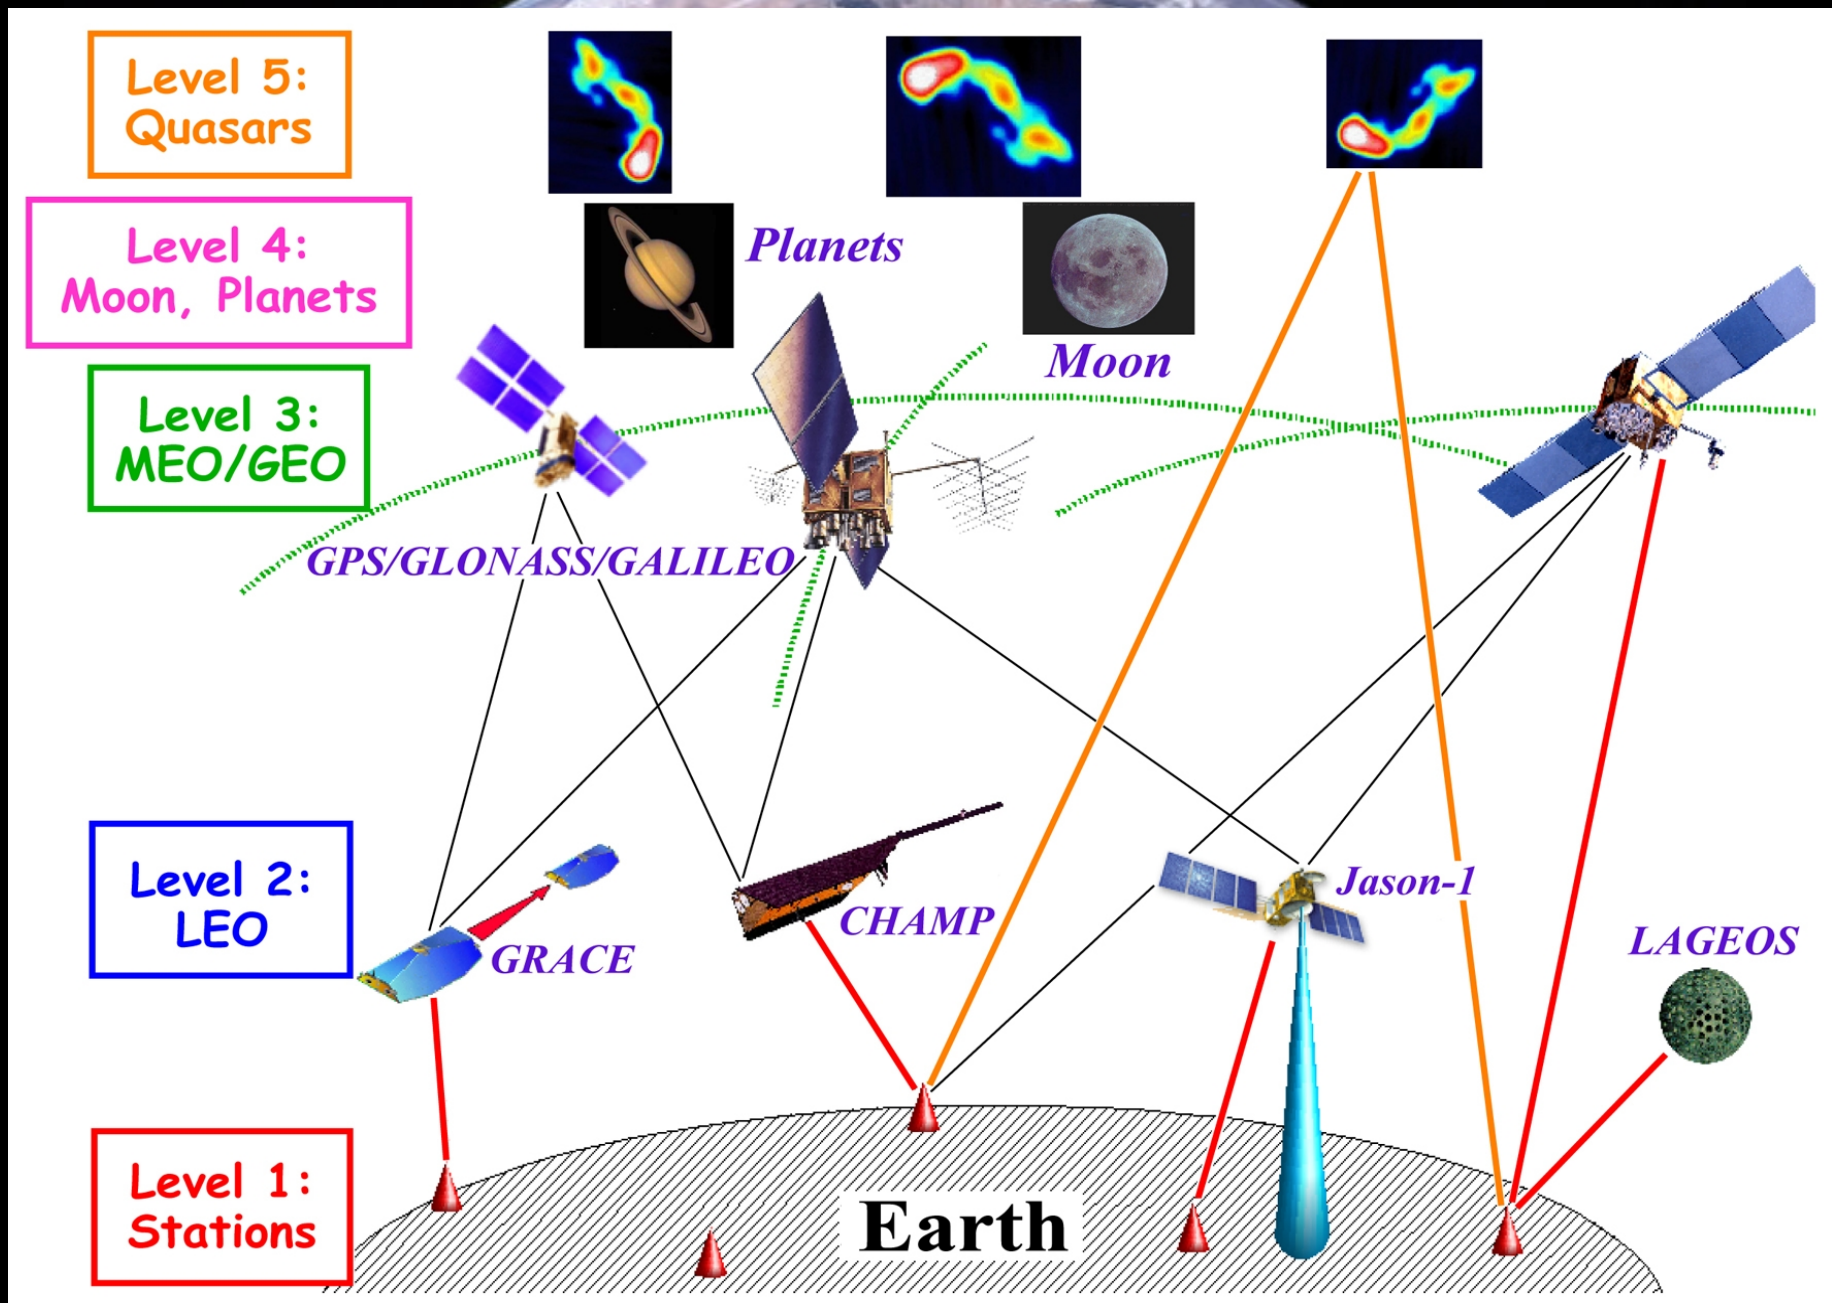 Level 5:
Quasars
Level 4:
Moon, Planets
Planets
Moon
Level 3:
MEO/GEO
GPS/GLONASS/GALILEO
Level 2:
LEO
GRACE
CHAMP
Jason-1
LAGEOS
Level 1:
Stations
Earth